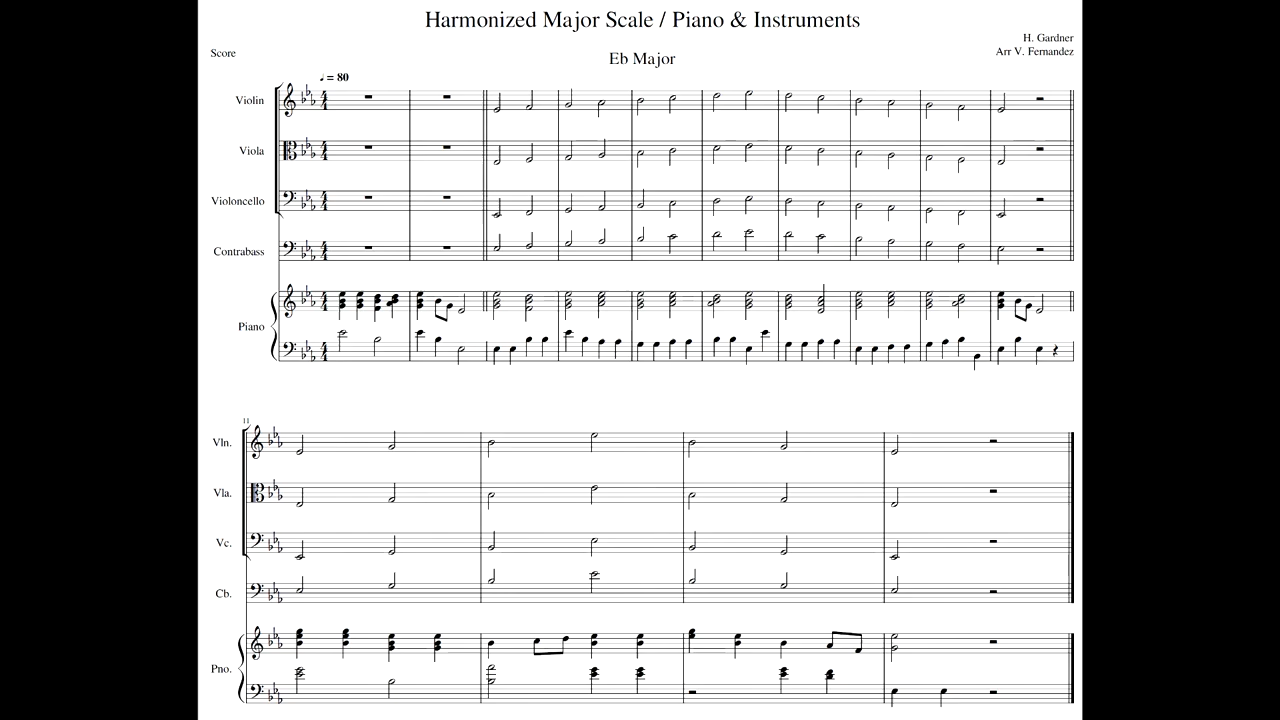 Harmonized Major Scale / Piano & Instruments
H. Gardner
Score
Arr V. Fernandez
Eb Major
♩ = 80
Violin
Viola
Violoncello
Contrabass
Piano
11
Vln.
Vla.
Vc.
Cb.
Pno.